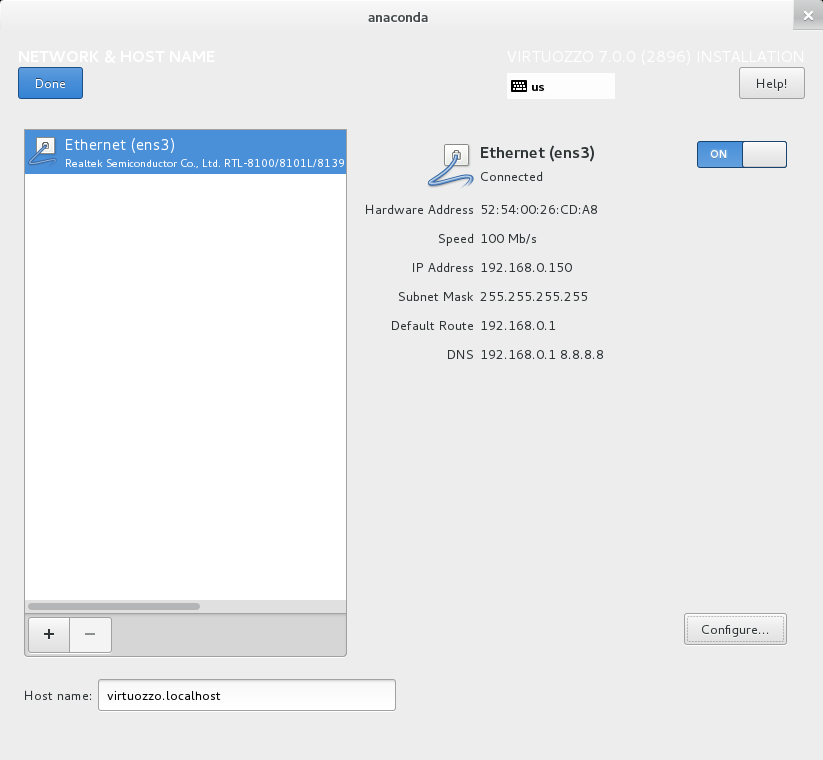 anaconda
NETWORK & HOST NAME
VIRTUOZZO 7.0.0 (2896) INSTALLATION
Done
us
Help!
Ethernet (ens3)
Realtek Semiconductor Co., Ltd. RTL-8100/8101L/8139
Ethernet (ens3)
Connected
ON
Hardware Address 52:54:00:26:CD:A8
Speed 100 Mb/s
IP Address 192.168.0.150
Subnet Mask 255.255.255.255
Default Route 192.168.0.1
DNS 192.168.0.1 8.8.8.8
+ −
Configure...
Host name: virtuozzo.localhost